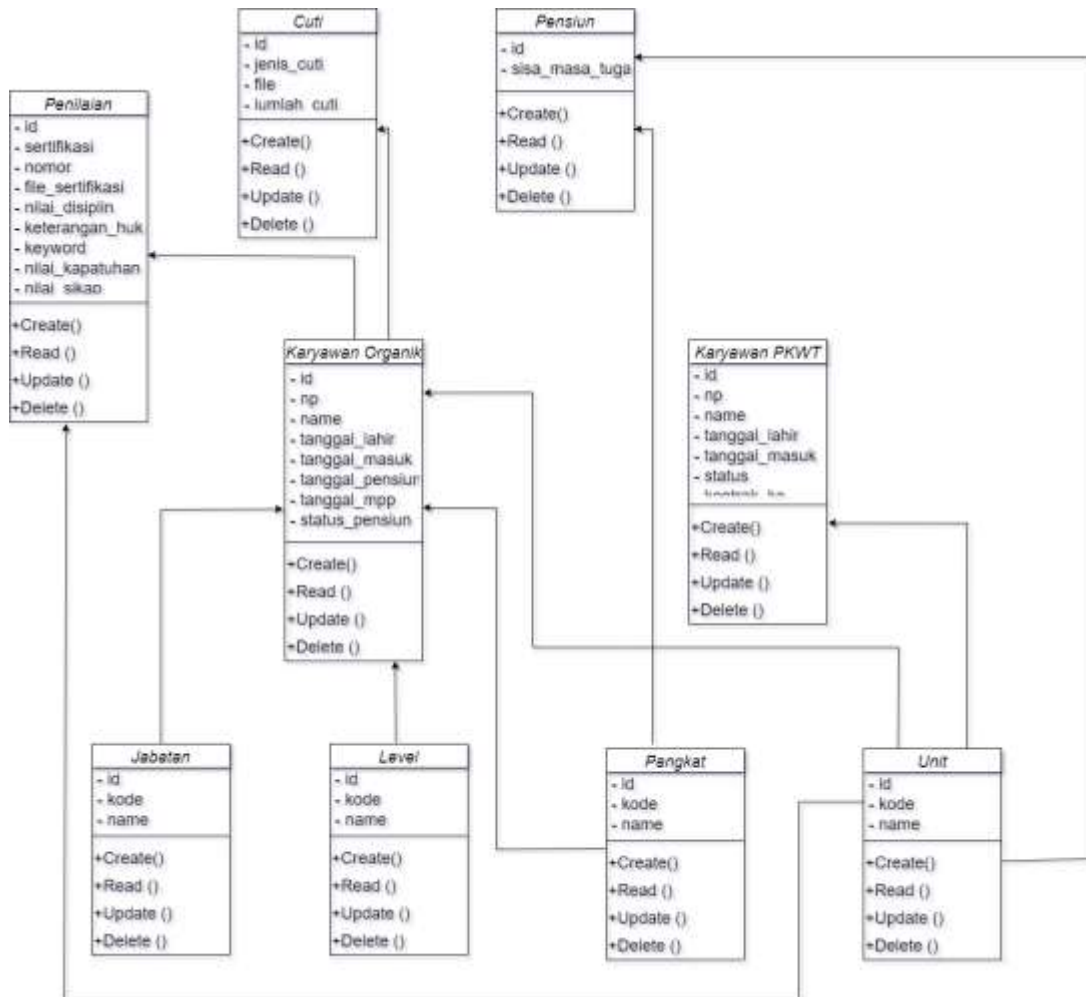 Cuti
- id
- jenis_cuti
- file
- jumlah_cuti
+Create()
+Read ()
+Update ()
+Delete ()
Pensiun
- id
- sisa_masa_tuga
+Create()
+Read ()
+Update ()
+Delete ()
Penilaian
- id
- sertifikasi
- nomor
- file_sertifikasi
- nilai_disiplin
- keterangan_huk
- keyword
- nilai_kapatuhan
- nilai_sikap
+Create()
+Read ()
+Update ()
+Delete ()
Karyawan Organik
- id
- np
- name
- tanggal_lahir
- tanggal_masuk
- tanggal_pensiun
- tanggal_mpp
- status_pensiun
+Create()
+Read ()
+Update ()
+Delete ()
Karyawan PKWT
- id
- np
- name
- tanggal_lahir
- tanggal_masuk
- status
+Create()
+Read ()
+Update ()
+Delete ()
Jabatan
- id
- kode
- name
+Create()
+Read ()
+Update ()
+Delete ()
Level
- id
- kode
- name
+Create()
+Read ()
+Update ()
+Delete ()
Pangkat
- id
- kode
- name
+Create()
+Read ()
+Update ()
+Delete ()
Unit
- id
- kode
- name
+Create()
+Read ()
+Update ()
+Delete ()